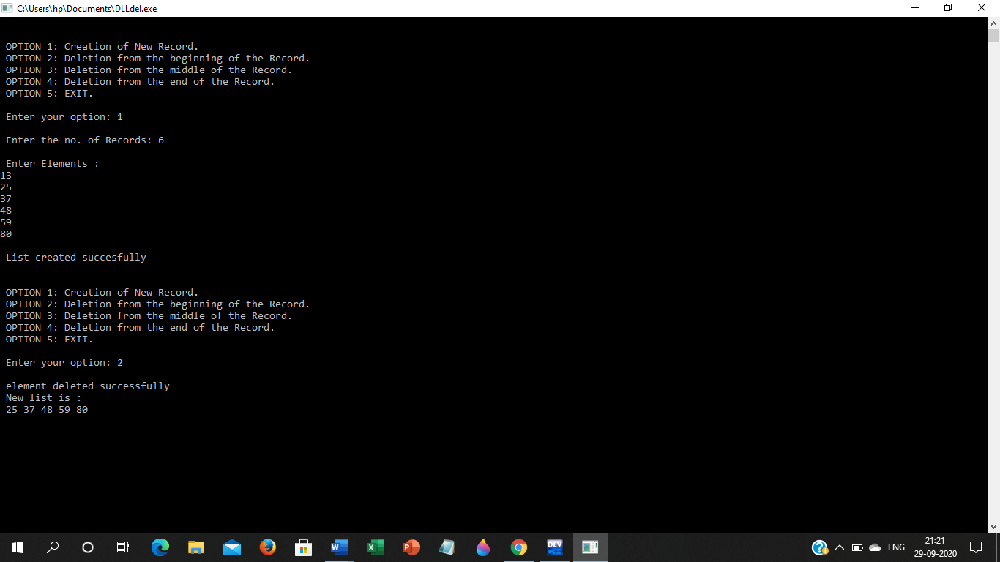 C:\Users\hp\Documents\DLLdel.exe
OPTION 1: Creation of New Record.
OPTION 2: Deletion from the beginning of the Record.
OPTION 3: Deletion from the middle of the Record.
OPTION 4: Deletion from the end of the Record.
OPTION 5: EXIT.
Enter your option: 1
Enter the no. of Records: 6
Enter Elements :
13
25
37
48
59
80
List created succesfully
OPTION 1: Creation of New Record.
OPTION 2: Deletion from the beginning of the Record.
OPTION 3: Deletion from the middle of the Record.
OPTION 4: Deletion from the end of the Record.
OPTION 5: EXIT.
Enter your option: 2
element deleted successfully
New list is :
25 37 48 59 80
DEV
ENG
21:21
29-09-2020